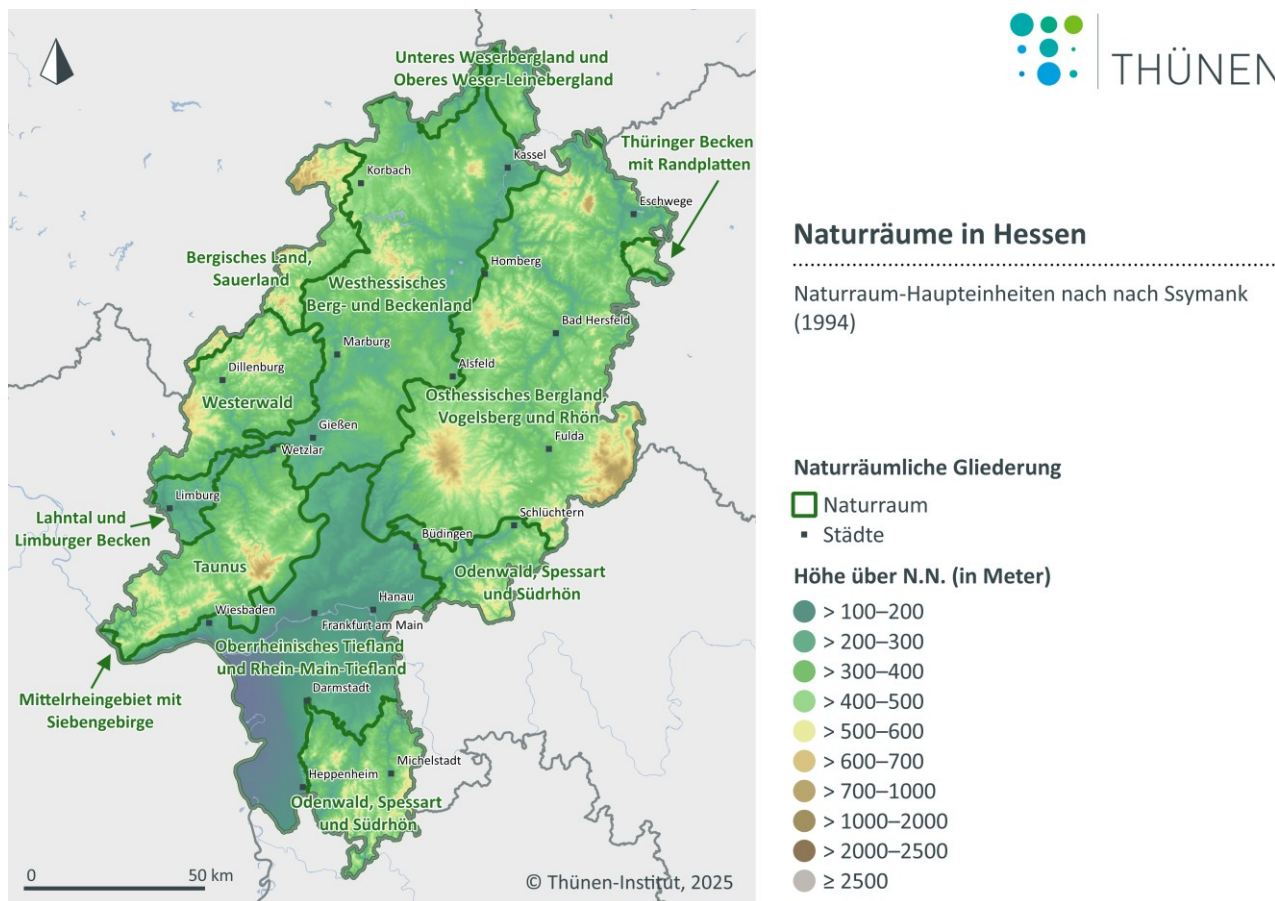 THÜNEN
Unteres Weserbergland und
Oberes Weser-Leinebergland
Thüringer Becken
mit Randplatten
Kassel
Korbach
Eschwege
Bergisches Land,
Sauerland
Homberg
Westhessisches
Berg- und Beckenland
Bad Hersfeld
Marburg
Dillenburg
Alsfeld
Westerwald
Osthessisches Bergland,
Vogelsberg und Rhön
Gießen
Wetzlar
Fulda
Limburg
Lahntal und
Limburger Becken
Schlüchtern
Büdingen
Taunus
Odenwald, Spessart
und Südrhön
Hanau
Wiesbaden
Frankfurt am Main
Oberrheinisches Tiefland
und Rhein-Main-Tiefland
Mittelrheingebiet mit
Siebengebirge
Darmstadt
Michelstadt
Heppenheim
Odenwald, Spessart
und Südrhön
0 50 km
© Thünen-Institut, 2025
Naturräume in Hessen
Naturraum-Haupteinheiten nach nach Ssymank
(1994)
Naturräumliche Gliederung
Naturraum
Städte
Höhe über N.N. (in Meter)
> 100–200
> 200–300
> 300–400
> 400–500
> 500–600
> 600–700
> 700–1000
> 1000–2000
> 2000–2500
≥ 2500